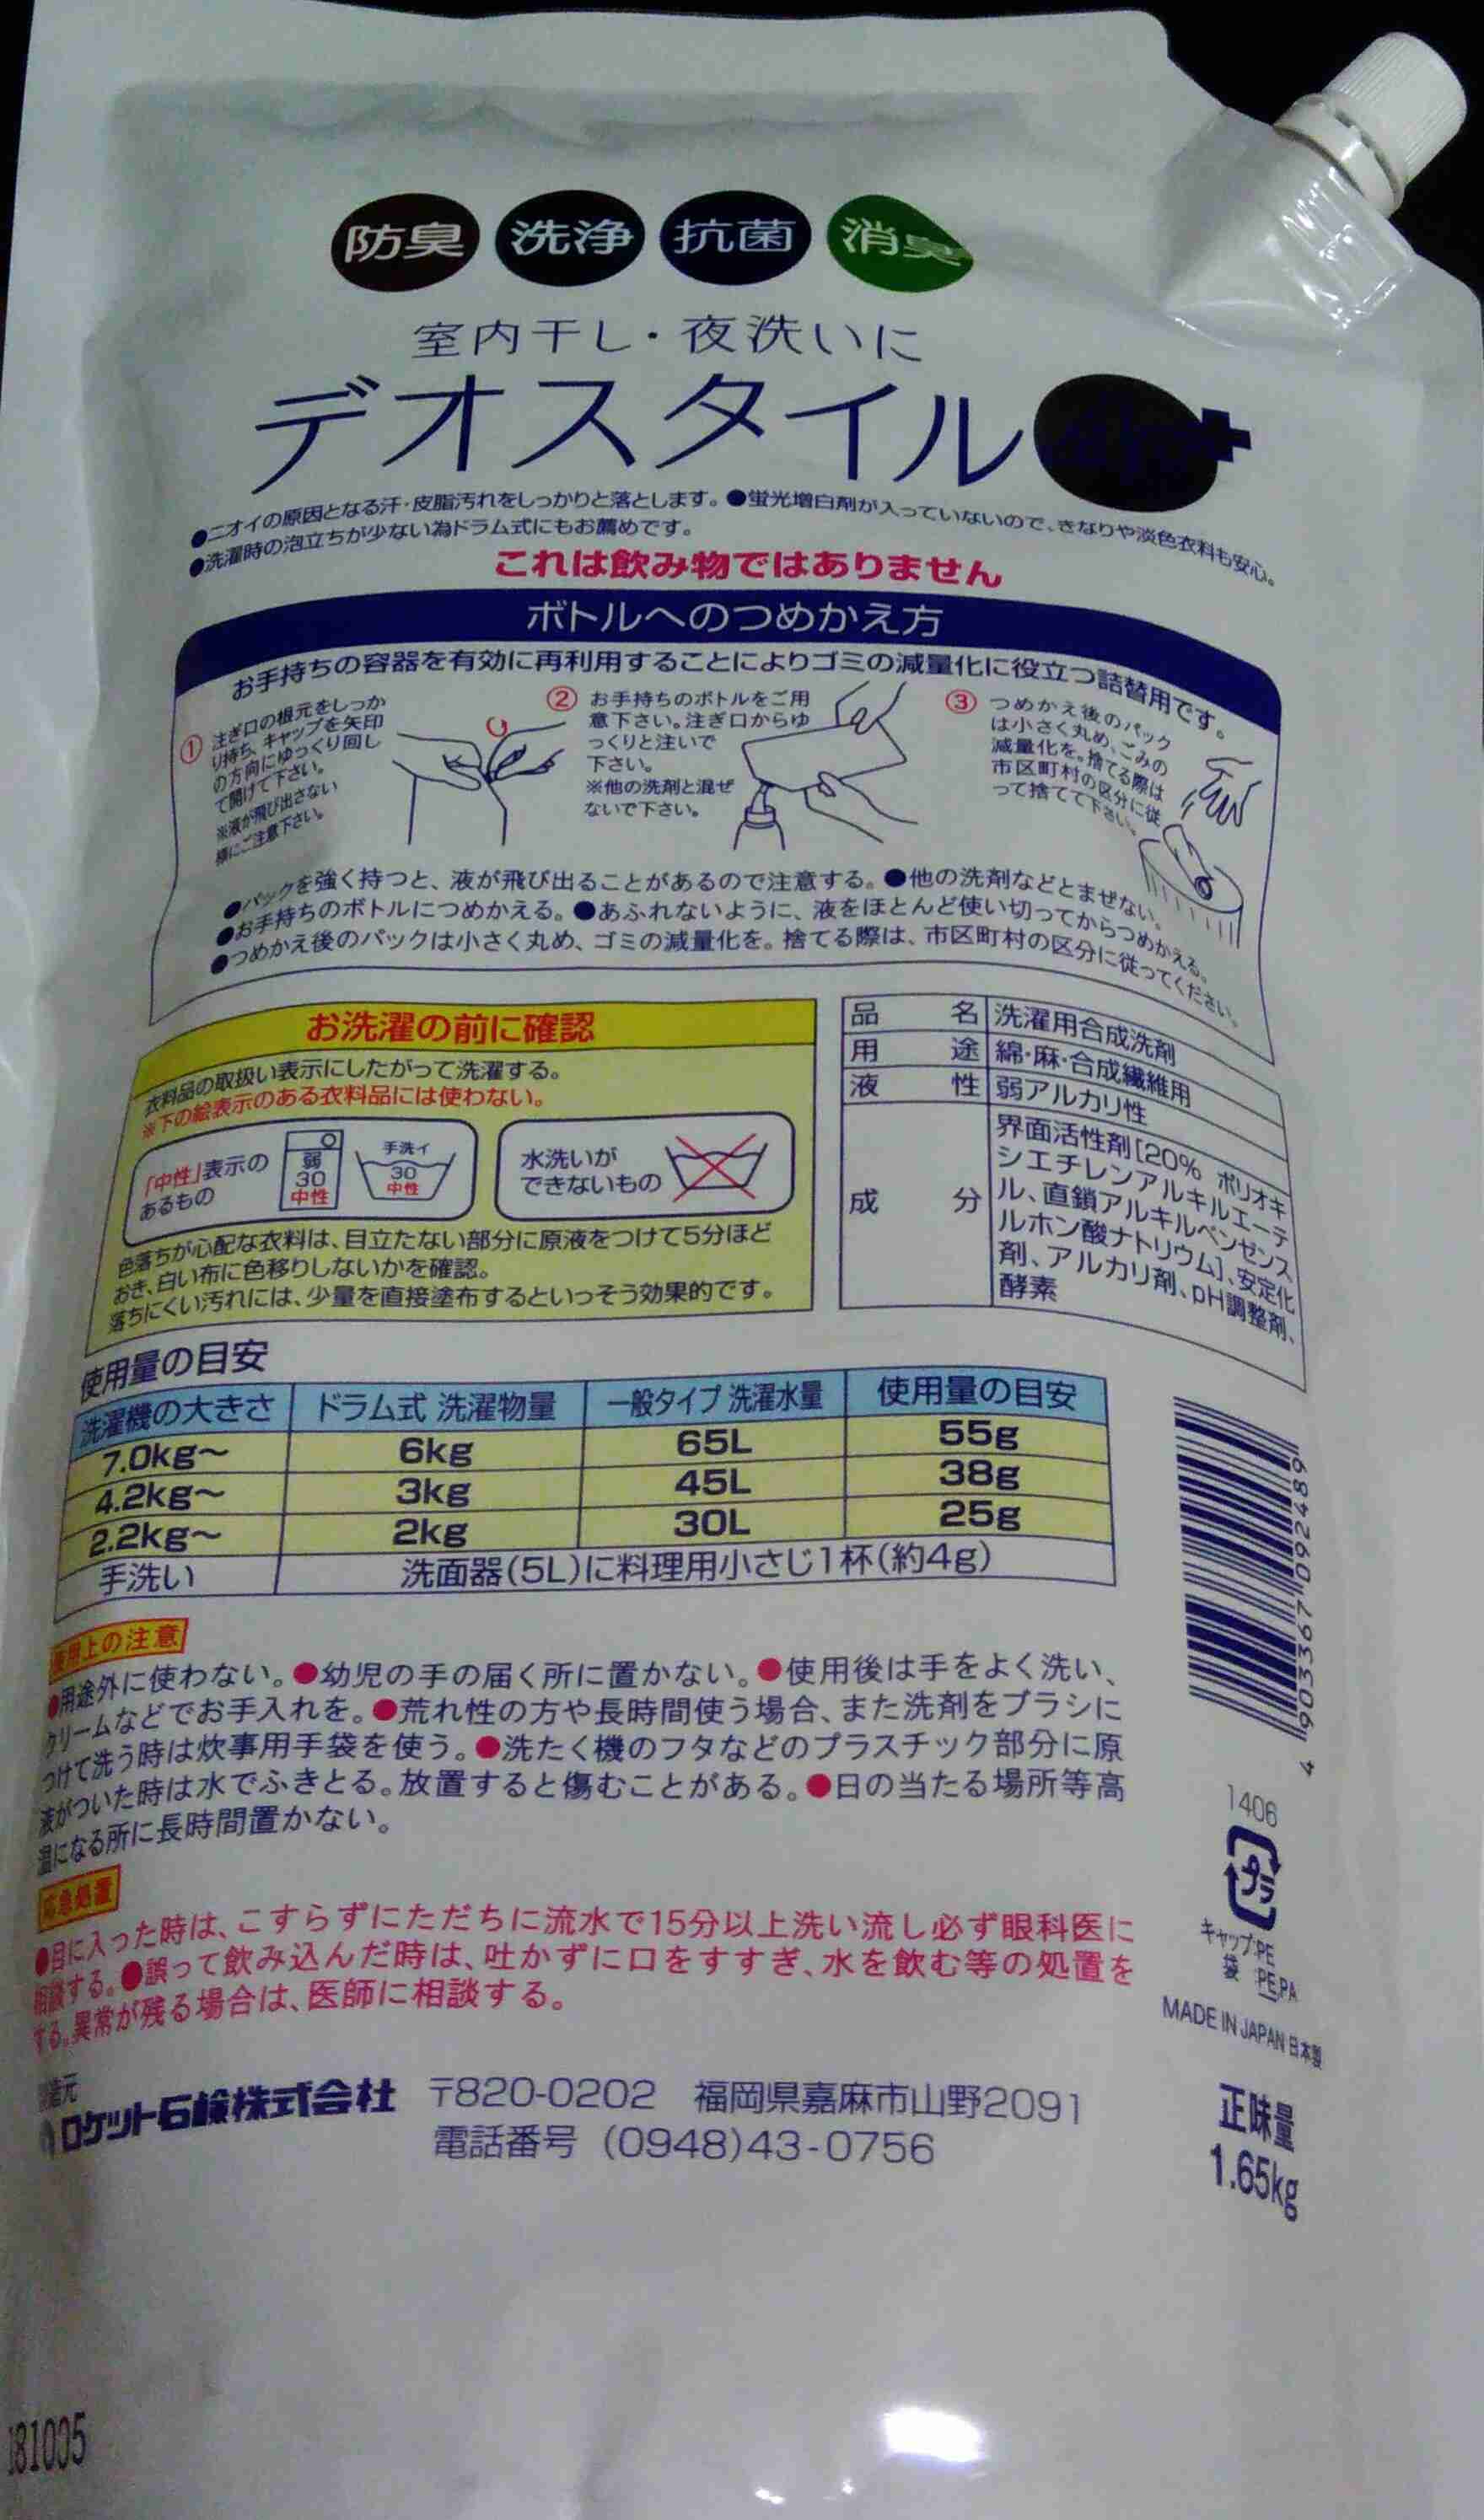 防臭 洗浄 抗菌 消臭
室内干し・夜洗いに
デオスタイル
●ニオイの原因となる汗・皮脂汚れをしっかりと落とします。●蛍光増白剤が入っていないので、きなりや淡色衣料も安心。
●洗濯時の泡立ちが少ない為ドラム式にもお薦めです。
これは飲み物ではありません
ボトルへのつめかえ方
お手持ちの容器を有効に再利用することによりゴミの減量化に役立つ詰替用です。
① 注ぎ口の根元をしっか
り持ち、キャップを矢印
の方向にゆっくり回し
て開けて下さい。
※液が飛び出さない
様にご注意下さい。
② お手持ちのボトルをご用
意下さい。注ぎ口からゆ
っくりと注いで
下さい。
※他の洗剤と混ぜ
ないで下さい。
③ つめかえ後のパック
は小さく丸め、ごみの
減量化を。捨てる際は
市区町村の区分に従
って捨てて下さい。
●パックを強く持つと、液が飛び出ることがあるので注意する。●他の洗剤などとまぜない。
●お手持ちのボトルにつめかえる。●あふれないように、液をほとんど使い切ってからつめかえる。
●つめかえ後のパックは小さく丸め、ゴミの減量化を。捨てる際は、市区町村の区分に従ってください。
お洗濯の前に確認
衣料品の取扱い表示にしたがって洗濯する。
※下の絵表示のある衣料品には使わない。
「中性」表示の
あるもの
弱
30
中性
手洗イ
30
中性
水洗いが
できないもの
色落ちが心配な衣料は、目立たない部分に原液をつけて5分ほど
おき、白い布に色移りしないかを確認。
落ちにくい汚れには、少量を直接塗布するといっそう効果的です。
品名 洗濯用合成洗剤
用途 綿・麻・合成繊維用
液性 弱アルカリ性
成分 界面活性剤[20% ポリオキ
シエチレンアルキルエーテ
ル、直鎖アルキルベンゼンス
ルホン酸ナトリウム]、安定化
剤、アルカリ剤、pH調整剤、
酵素
使用量の目安
洗濯機の大きさ ドラム式 洗濯物量 一般タイプ 洗濯水量 使用量の目安
7.0kg～ 6kg 65L 55g
4.2kg～ 3kg 45L 38g
2.2kg～ 2kg 30L 25g
手洗い 洗面器(5L)に料理用小さじ1杯(約4g)
使用上の注意
●用途外に使わない。●幼児の手の届く所に置かない。●使用後は手をよく洗い、
クリームなどでお手入れを。●荒れ性の方や長時間使う場合、また洗剤をブラシに
つけて洗う時は炊事用手袋を使う。●洗たく機のフタなどのプラスチック部分に原
液がついた時は水でふきとる。放置すると傷むことがある。●日の当たる場所等高
温になる所に長時間置かない。
応急処置
●目に入った時は、こすらずにただちに流水で15分以上洗い流し必ず眼科医に
相談する。●誤って飲み込んだ時は、吐かずに口をすすぎ、水を飲む等の処置を
する。異常が残る場合は、医師に相談する。
製造元
ロケット石鹸株式会社 〒820-0202 福岡県嘉麻市山野2091
電話番号 (0948)43-0756
4 903367 092489
1406
プラ
キャップ:PE
袋 PE,PA
MADE IN JAPAN 日本製
正味量
1.65kg
181005